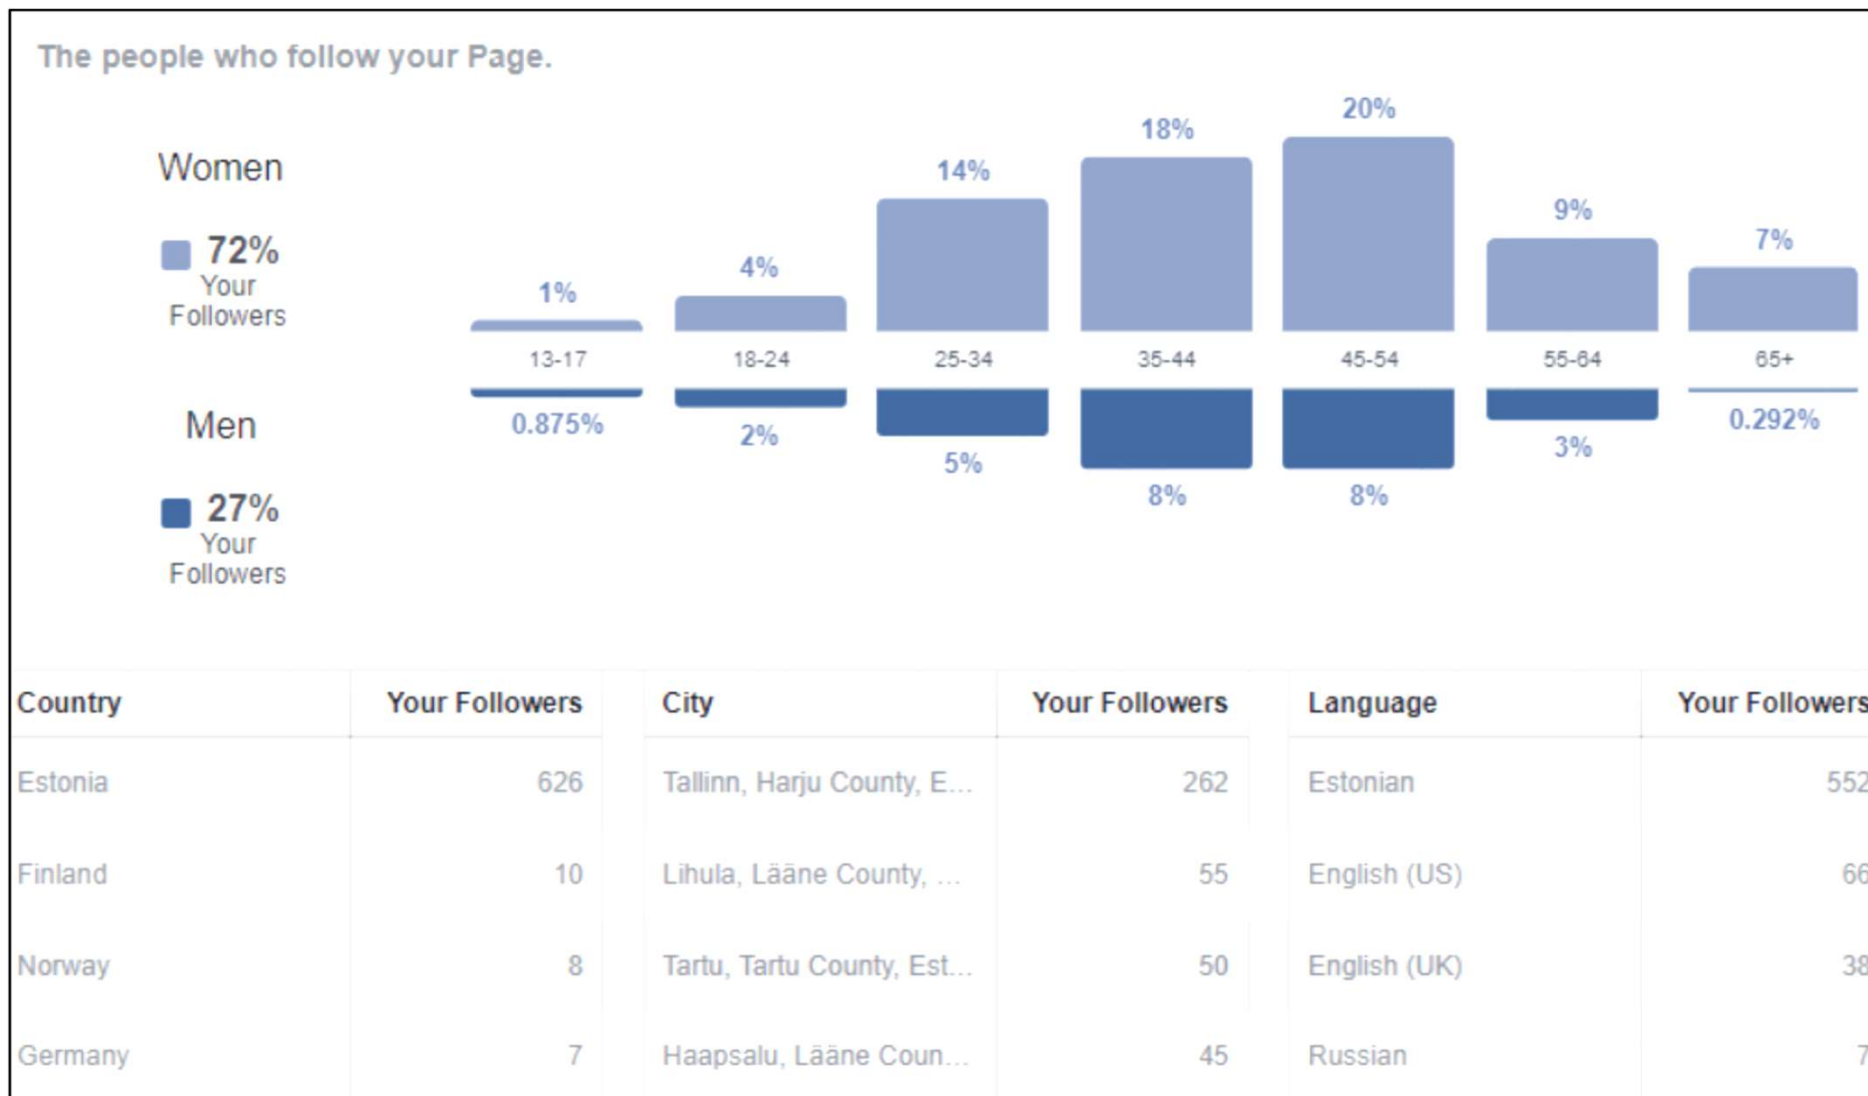 The people who follow your Page.
Women
72%
Your
Followers
Men
27%
Your
Followers
1% 4% 14% 18% 20% 9% 7%
13-17 18-24 25-34 35-44 45-54 55-64 65+
0.875% 2% 5% 8% 8% 3% 0.292%
Country Your Followers City Your Followers Language Your Followers
Estonia 626 Tallinn, Harju County, E... 262 Estonian 552
Finland 10 Lihula, Lääne County, ... 55 English (US) 66
Norway 8 Tartu, Tartu County, Est... 50 English (UK) 38
Germany 7 Haapsalu, Lääne Coun... 45 Russian 7